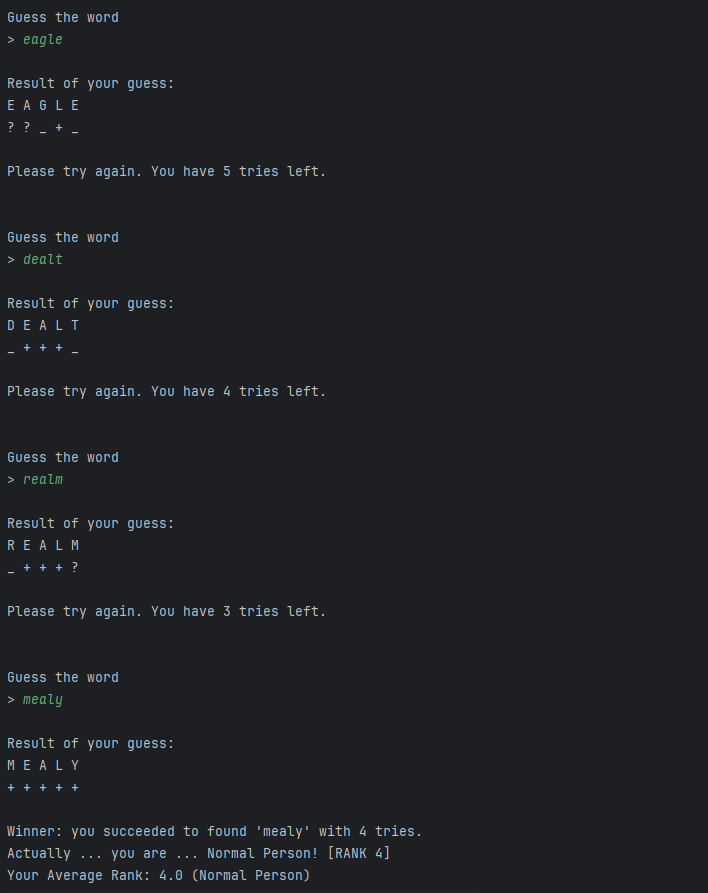 Guess the word
> eagle
Result of your guess:
E A G L E
? ? _ + _
Please try again. You have 5 tries left.
Guess the word
> dealt
Result of your guess:
D E A L T
_ + + + _
Please try again. You have 4 tries left.
Guess the word
> realm
Result of your guess:
R E A L M
_ + + + ?
Please try again. You have 3 tries left.
Guess the word
> mealy
Result of your guess:
M E A L Y
+ + + + +
Winner: you succeeded to found 'mealy' with 4 tries.
Actually ... you are ... Normal Person! [RANK 4]
Your Average Rank: 4.0 (Normal Person)